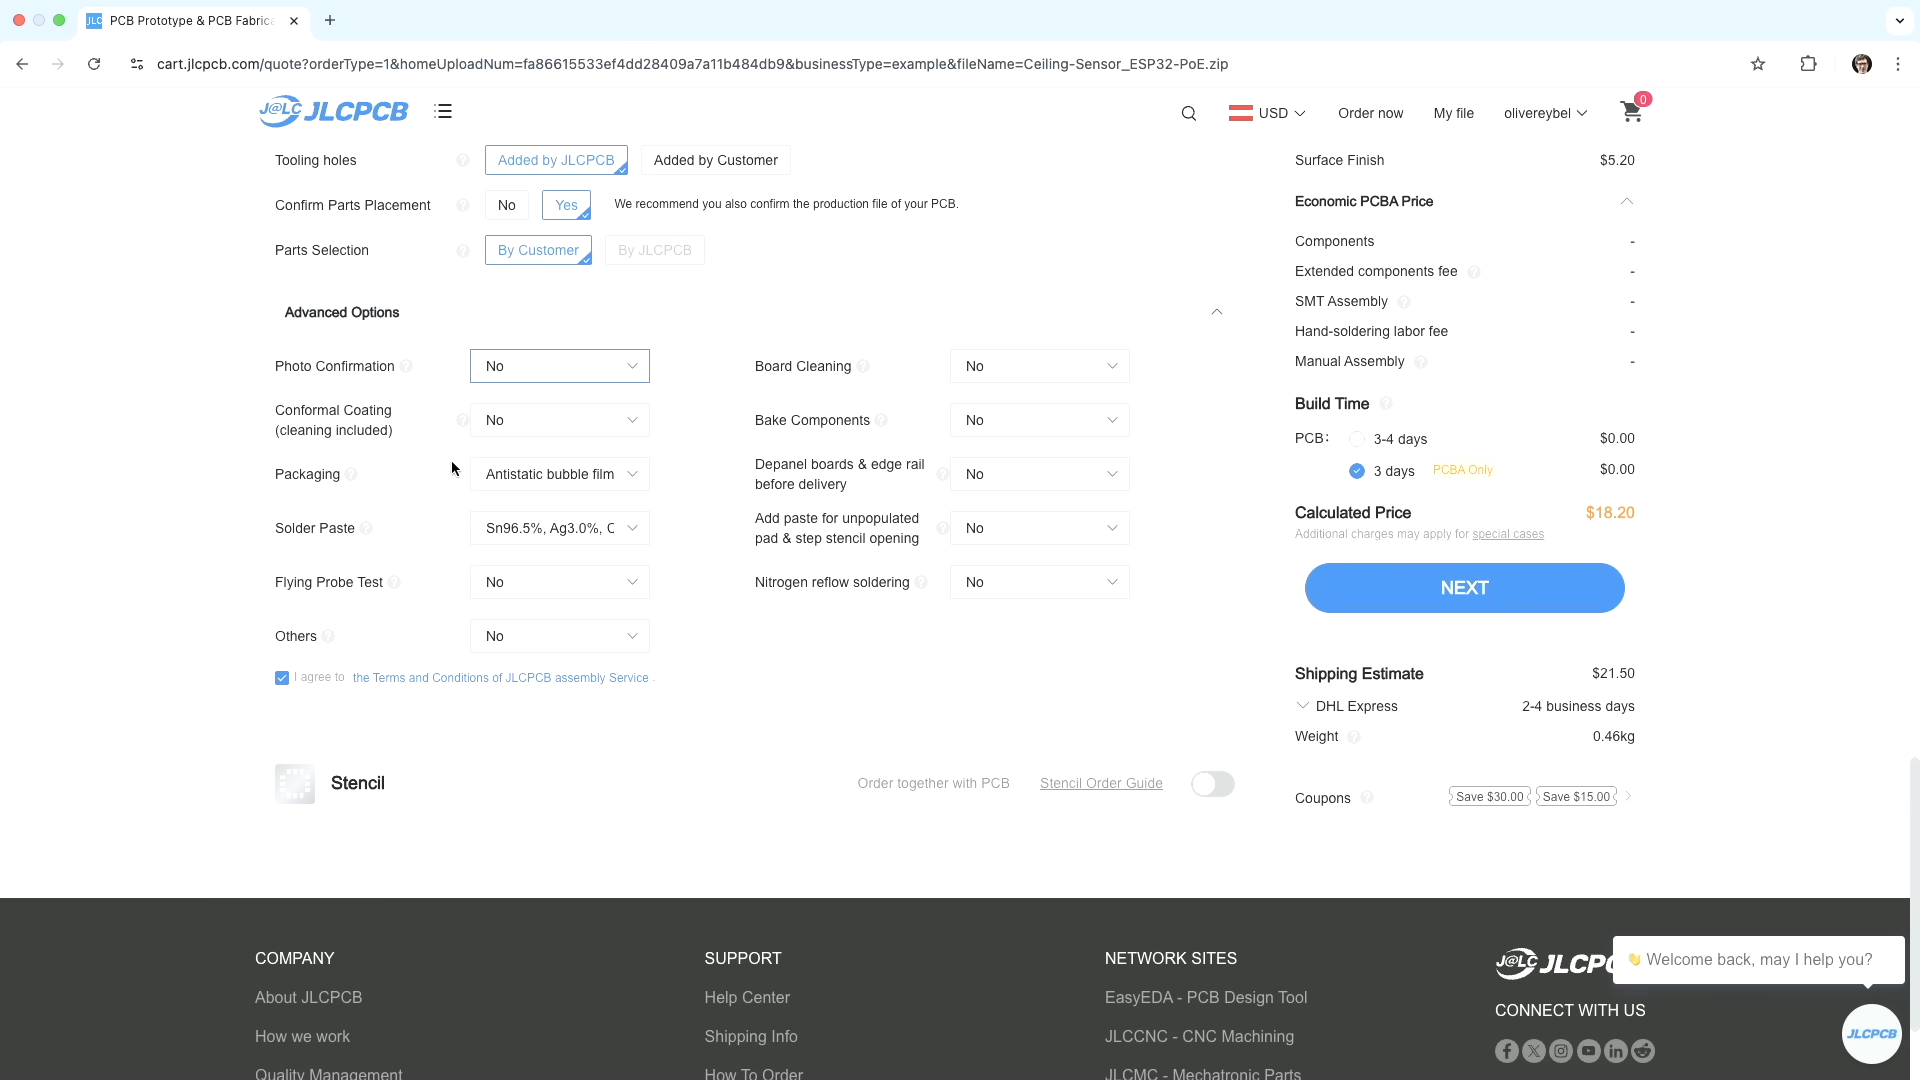 JLC PCB Prototype & PCB Fabrica
cart.jlcpcb.com/quote?orderType=1&homeUploadNum=fa86615533ef4dd28409a7a11b484db9&businessType=example&fileName=Ceiling-Sensor_ESP32-PoE.zip
J@LC JLCPCB
USD
Order now
My file
olivereybel
0
Tooling holes
Added by JLCPCB
Added by Customer
Confirm Parts Placement
No
Yes
We recommend you also confirm the production file of your PCB.
Parts Selection
By Customer
By JLCPCB
Advanced Options
Photo Confirmation
No
Board Cleaning
No
Conformal Coating
(cleaning included)
No
Bake Components
No
Packaging
Antistatic bubble film
Depanel boards & edge rail
before delivery
No
Solder Paste
Sn96.5%, Ag3.0%, C
Add paste for unpopulated
pad & step stencil opening
No
Flying Probe Test
No
Nitrogen reflow soldering
No
Others
No
I agree to the Terms and Conditions of JLCPCB assembly Service .
Stencil
Order together with PCB
Stencil Order Guide
Surface Finish $5.20
Economic PCBA Price
Components -
Extended components fee -
SMT Assembly -
Hand-soldering labor fee -
Manual Assembly -
Build Time
PCB: 3-4 days $0.00
3 days PCBA Only $0.00
Calculated Price $18.20
Additional charges may apply for special cases
NEXT
Shipping Estimate $21.50
DHL Express 2-4 business days
Weight 0.46kg
Coupons Save $30.00 Save $15.00
COMPANY
About JLCPCB
How we work
Quality Management
SUPPORT
Help Center
Shipping Info
How To Order
NETWORK SITES
EasyEDA - PCB Design Tool
JLCCNC - CNC Machining
JLCMC - Mechatronic Parts
J@LC JLCPC
👋 Welcome back, may I help you?
CONNECT WITH US
JLCPCB